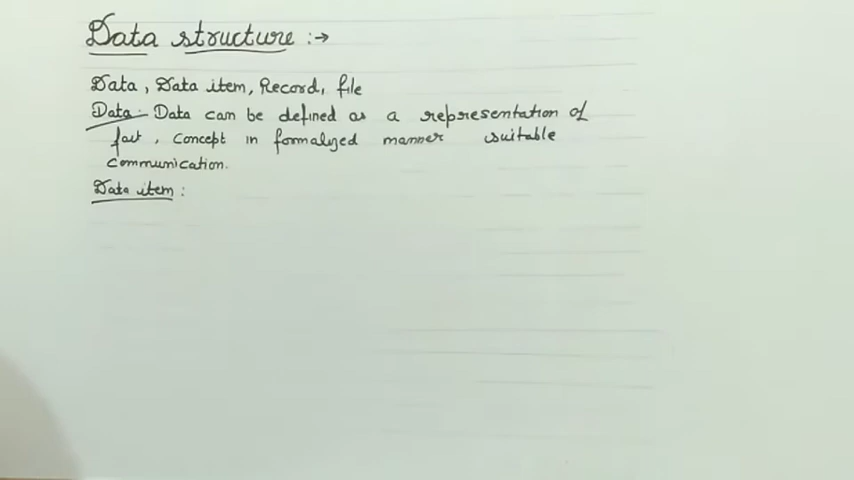 Data structure :→
Data, Data item, Record, file
Data:- Data can be defined as a representation of
fact, concept in formalized manner suitable
communication.
Data item :